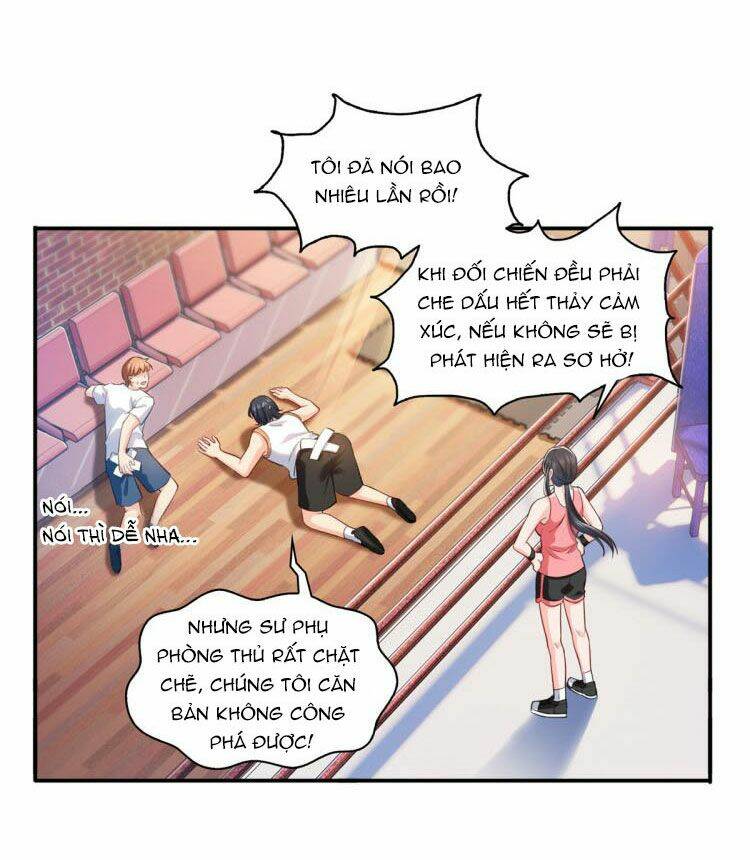 TÔI ĐÃ NÓI BAO
NHIÊU LẦN RỒI!
KHI ĐỐI CHIẾN ĐỀU PHẢI
CHE DẤU HẾT THẢY CẢM
XÚC, NẾU KHÔNG SẼ BỊ
PHÁT HIỆN RA SƠ HỞ!
NÓI...
NÓI THÌ DỄ NHA...
NHƯNG SƯ PHỤ
PHÒNG THỦ RẤT CHẶT
CHẼ, CHÚNG TÔI CĂN
BẢN KHÔNG CÔNG
PHÁ ĐƯỢC!